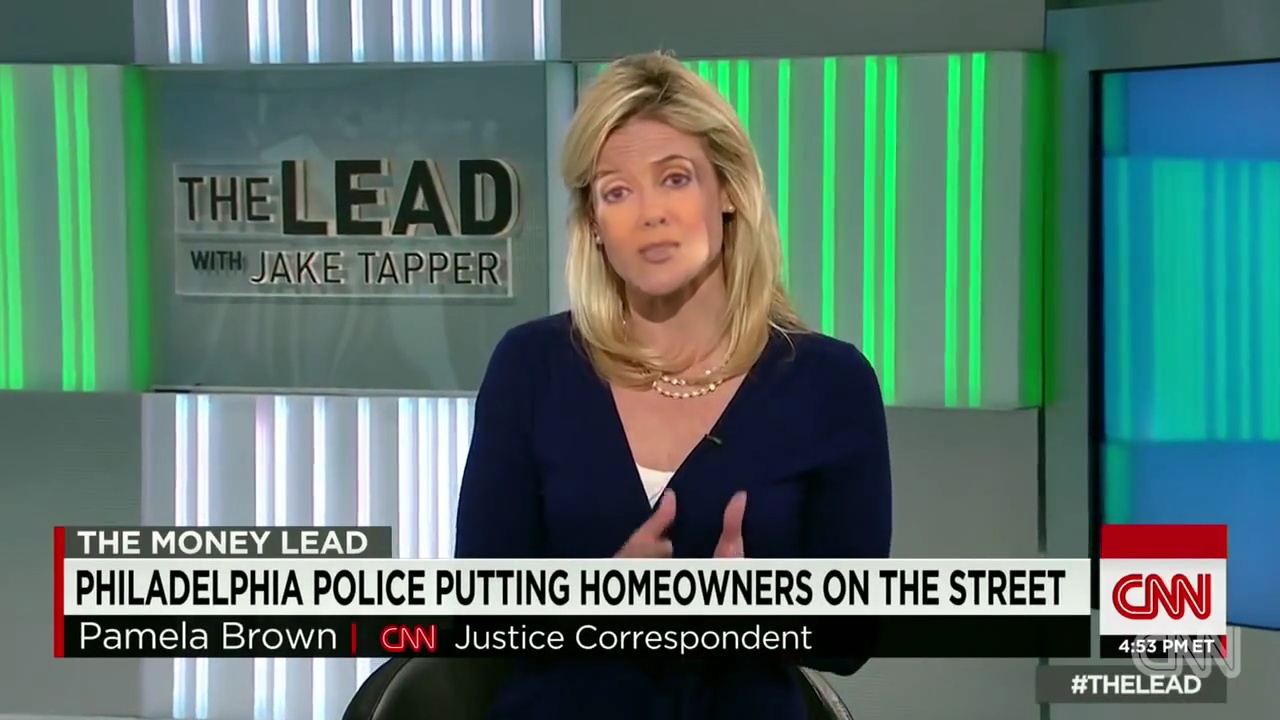 THE LEAD
WITH JAKE TAPPER
THE MONEY LEAD
PHILADELPHIA POLICE PUTTING HOMEOWNERS ON THE STREET
Pamela Brown | CNN Justice Correspondent
CNN
4:53 PM ET
CNN
#THELEAD